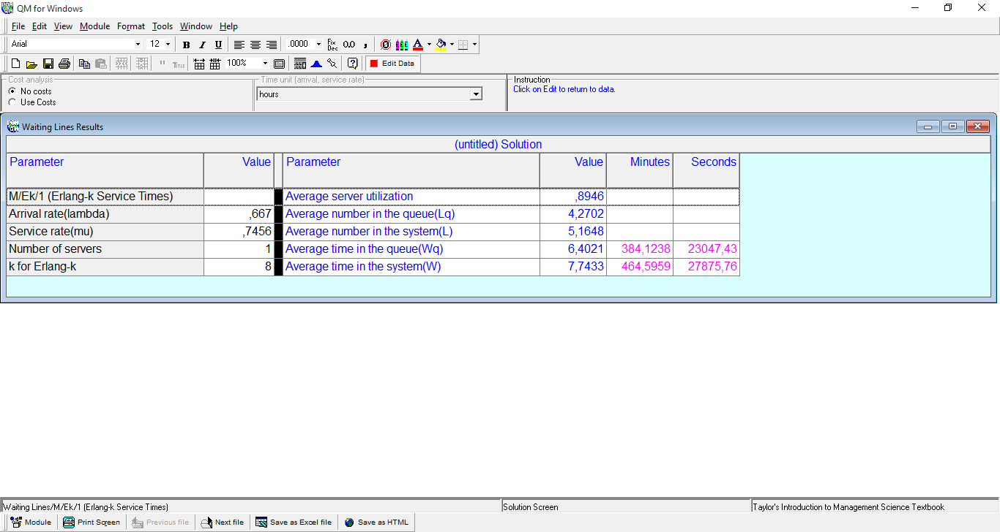 QM for Windows
File Edit View Module Format Tools Window Help
Arial 12 B I U .0000 Fix Dec 0.0 ,
" TITLE 100% Edit Data
Cost analysis
No costs
Use Costs
Time unit (arrival, service rate)
hours
Instruction
Click on Edit to return to data.
Waiting Lines Results
(untitled) Solution
Parameter Value Parameter Value Minutes Seconds
M/Ek/1 (Erlang-k Service Times) Average server utilization ,8946
Arrival rate(lambda) ,667 Average number in the queue(Lq) 4,2702
Service rate(mu) ,7456 Average number in the system(L) 5,1648
Number of servers 1 Average time in the queue(Wq) 6,4021 384,1238 23047,43
k for Erlang-k 8 Average time in the system(W) 7,7433 464,5959 27875,76
Waiting Lines/M/Ek/1 (Erlang-k Service Times) Solution Screen Taylor's Introduction to Management Science Textbook
Module Print Screen Previous file Next file Save as Excel file Save as HTML